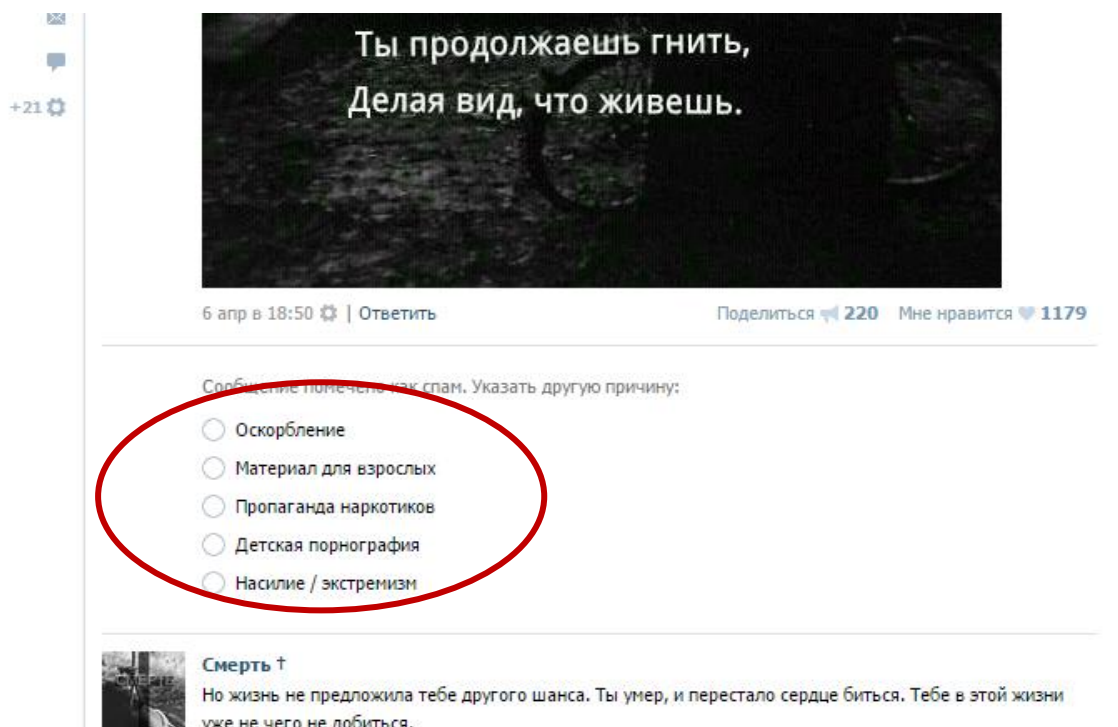 Ты продолжаешь гнить,
Делая вид, что живешь.
+21
6 апр в 18:50 | Ответить
Поделиться 220 Мне нравится 1179
Сообщение помечено как спам. Указать другую причину:
Оскорбление
Материал для взрослых
Пропаганда наркотиков
Детская порнография
Насилие / экстремизм
Смерть †
Но жизнь не предложила тебе другого шанса. Ты умер, и перестало сердце биться. Тебе в этой жизни
уже не чего не добиться.